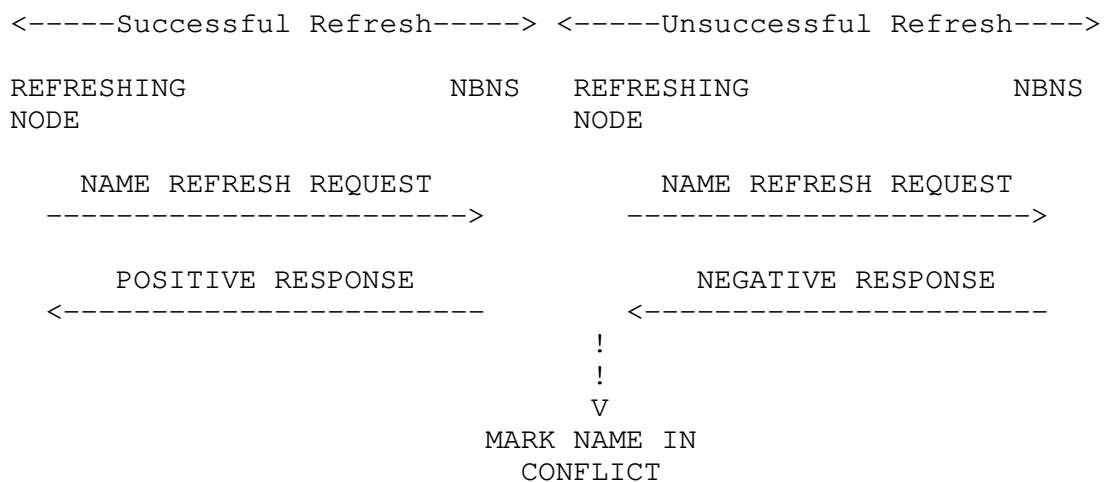 <-----Successful Refresh-----> <-----Unsuccessful Refresh---->
REFRESHING                         NBNS   REFRESHING                         NBNS
NODE                                      NODE
NAME REFRESH REQUEST                   NAME REFRESH REQUEST
------------------------>            ----------------------->
POSITIVE RESPONSE                      NEGATIVE RESPONSE
<------------------------            <-----------------------
!
!
V
MARK NAME IN
CONFLICT